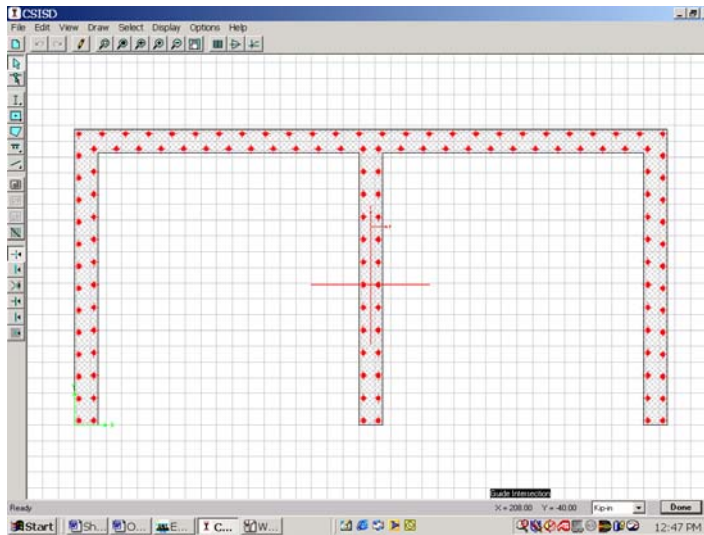 CSISD
File Edit View Draw Select Display Options Help
Guide Intersection
Ready
X = 208.00 Y = -40.00 Kip-in Done
Start Sh... O... E... I C... W... 12:47 PM